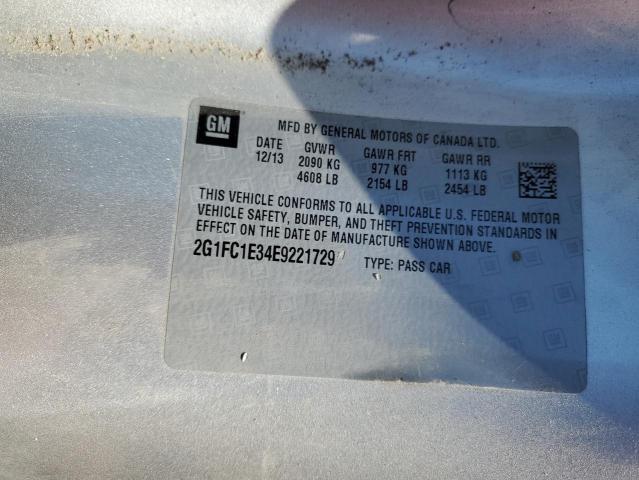 GM
MFD BY GENERAL MOTORS OF CANADA LTD.
DATE GVWR GAWR FRT GAWR RR
12/13 2090 KG 977 KG 1113 KG
4608 LB 2154 LB 2454 LB
THIS VEHICLE CONFORMS TO ALL APPLICABLE U.S. FEDERAL MOTOR
VEHICLE SAFETY, BUMPER, AND THEFT PREVENTION STANDARDS IN
EFFECT ON THE DATE OF MANUFACTURE SHOWN ABOVE.
2G1FC1E34E9221729 TYPE: PASS CAR